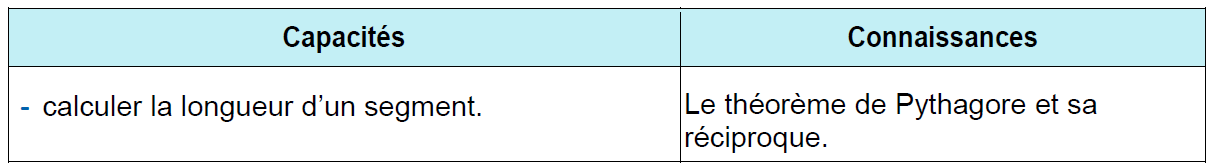 Capacités
Connaissances
- calculer la longueur d’un segment.
Le théorème de Pythagore et sa
réciproque.